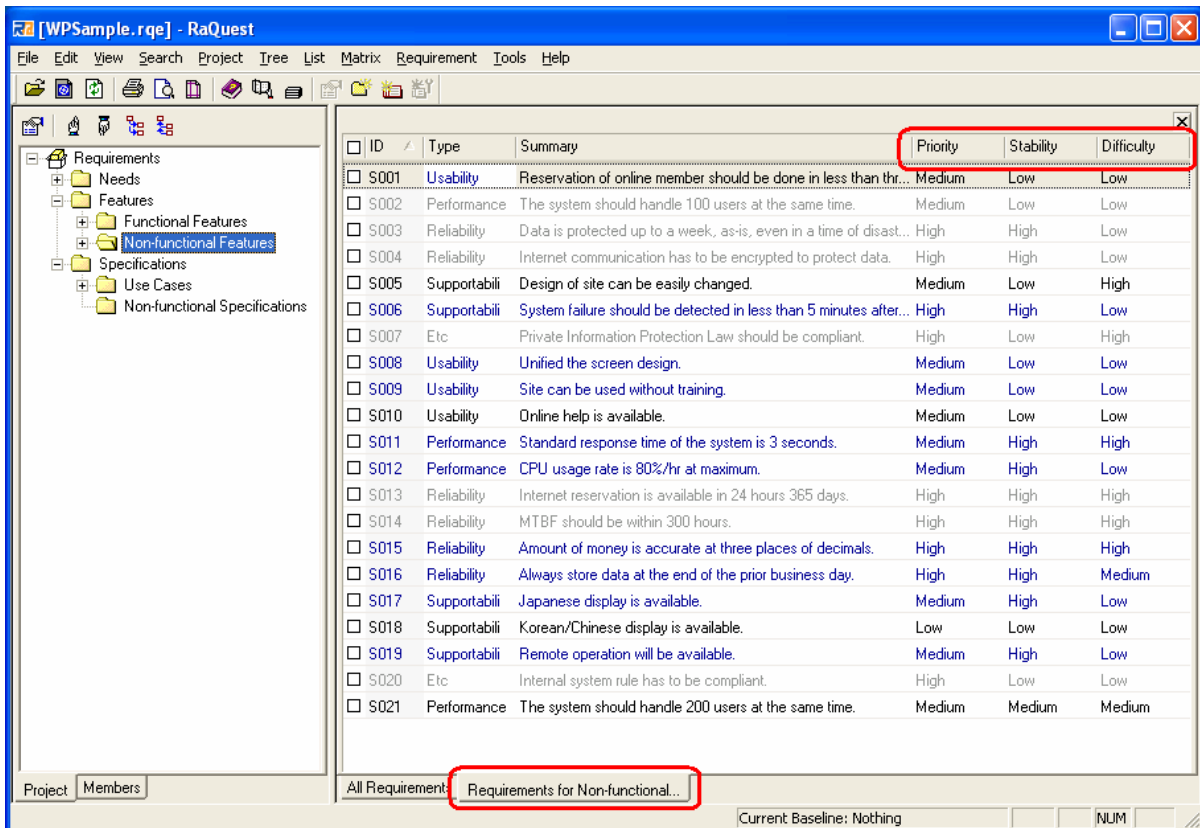 [WPSample.rqe] - RaQuest
File Edit View Search Project Tree List Matrix Requirement Tools Help
Requirements
Needs
Features
Functional Features
Non-functional Features
Specifications
Use Cases
Non-functional Specifications
ID Type Summary Priority Stability Difficulty
S001 Usability Reservation of online member should be done in less than thr... Medium Low Low
S002 Performance The system should handle 100 users at the same time. Medium Low Low
S003 Reliability Data is protected up to a week, as-is, even in a time of disast... High High Low
S004 Reliability Internet communication has to be encrypted to protect data. High High Low
S005 Supportabili Design of site can be easily changed. Medium Low High
S006 Supportabili System failure should be detected in less than 5 minutes after... High High Low
S007 Etc Private Information Protection Law should be compliant. High Low High
S008 Usability Unified the screen design. Medium Low Low
S009 Usability Site can be used without training. Medium Low Low
S010 Usability Online help is available. Medium Low Low
S011 Performance Standard response time of the system is 3 seconds. Medium High High
S012 Performance CPU usage rate is 80%/hr at maximum. Medium High Low
S013 Reliability Internet reservation is available in 24 hours 365 days. High High High
S014 Reliability MTBF should be within 300 hours. High High High
S015 Reliability Amount of money is accurate at three places of decimals. High High High
S016 Reliability Always store data at the end of the prior business day. High High Medium
S017 Supportabili Japanese display is available. Medium High Low
S018 Supportabili Korean/Chinese display is available. Low Low Low
S019 Supportabili Remote operation will be available. Medium High Low
S020 Etc Internal system rule has to be compliant. High Low Low
S021 Performance The system should handle 200 users at the same time. Medium Medium Medium
Project Members All Requirements Requirements for Non-functional...
Current Baseline: Nothing NUM